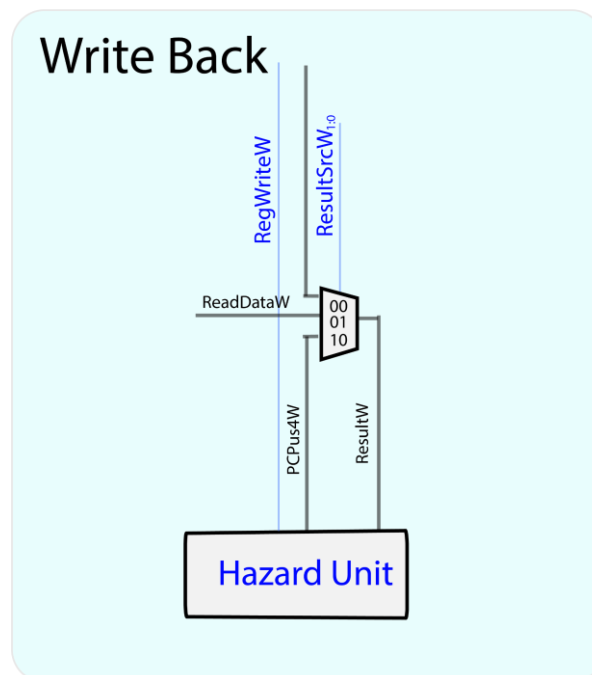 Write Back
RegWriteW
ResultSrcW1:0
ReadDataW
00
01
10
PCPus4W
ResultW
Hazard Unit